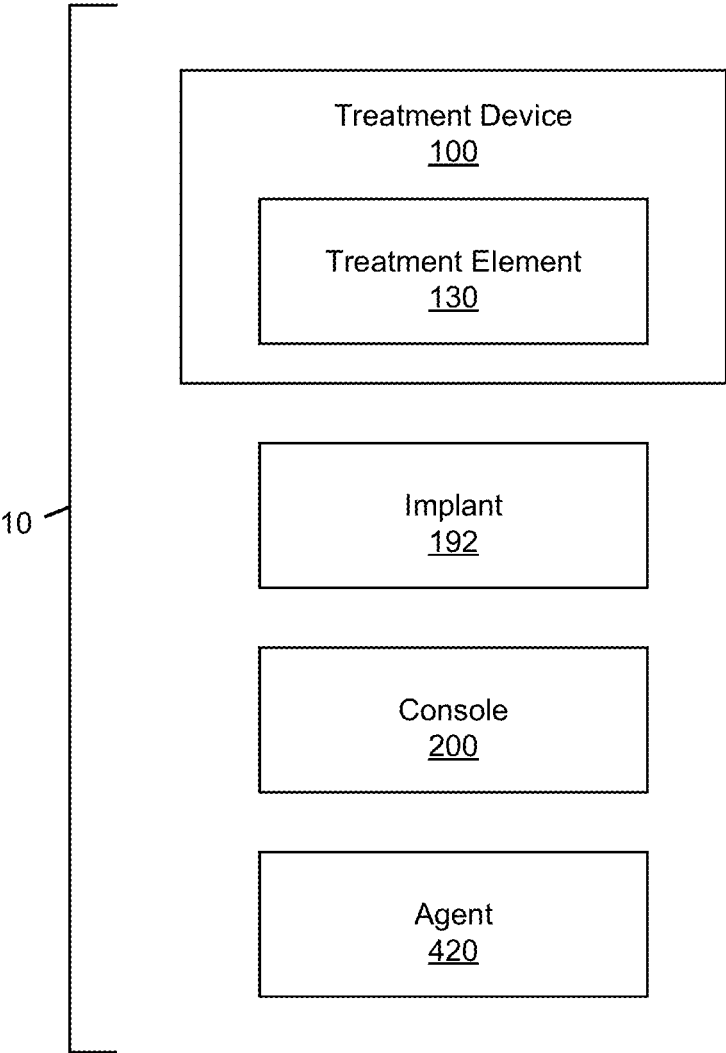 Treatment Device
100
Treatment Element
130
10
Implant
192
Console
200
Agent
420